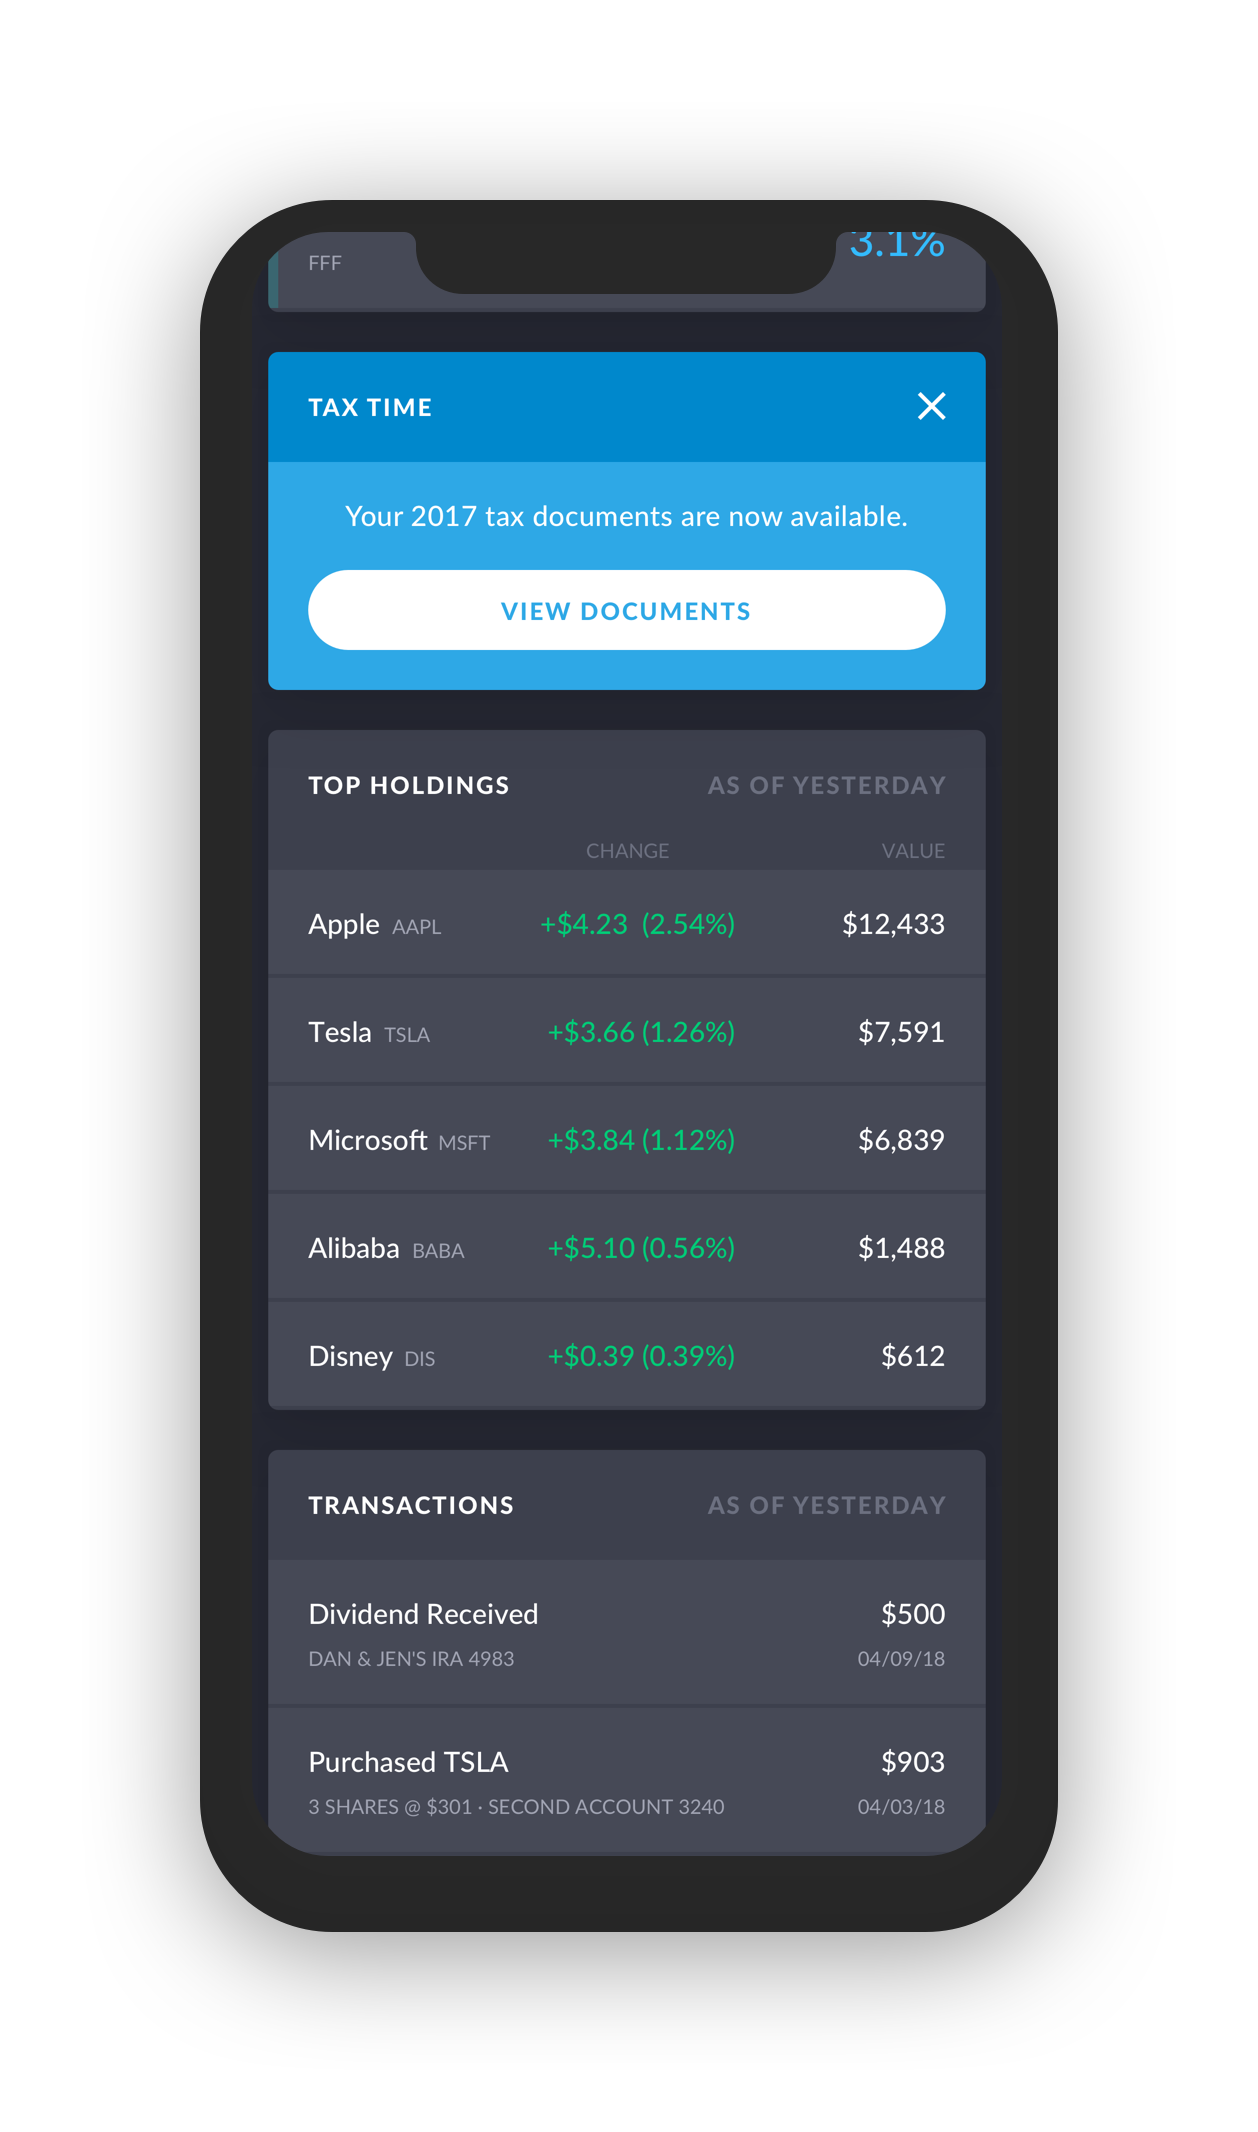 3.1%
FFF
TAX TIME
Your 2017 tax documents are now available.
VIEW DOCUMENTS
TOP HOLDINGS AS OF YESTERDAY
CHANGE VALUE
Apple AAPL +$4.23 (2.54%) $12,433
Tesla TSLA +$3.66 (1.26%) $7,591
Microsoft MSFT +$3.84 (1.12%) $6,839
Alibaba BABA +$5.10 (0.56%) $1,488
Disney DIS +$0.39 (0.39%) $612
TRANSACTIONS AS OF YESTERDAY
Dividend Received $500
DAN & JEN'S IRA 4983 04/09/18
Purchased TSLA $903
3 SHARES @ $301 · SECOND ACCOUNT 3240 04/03/18